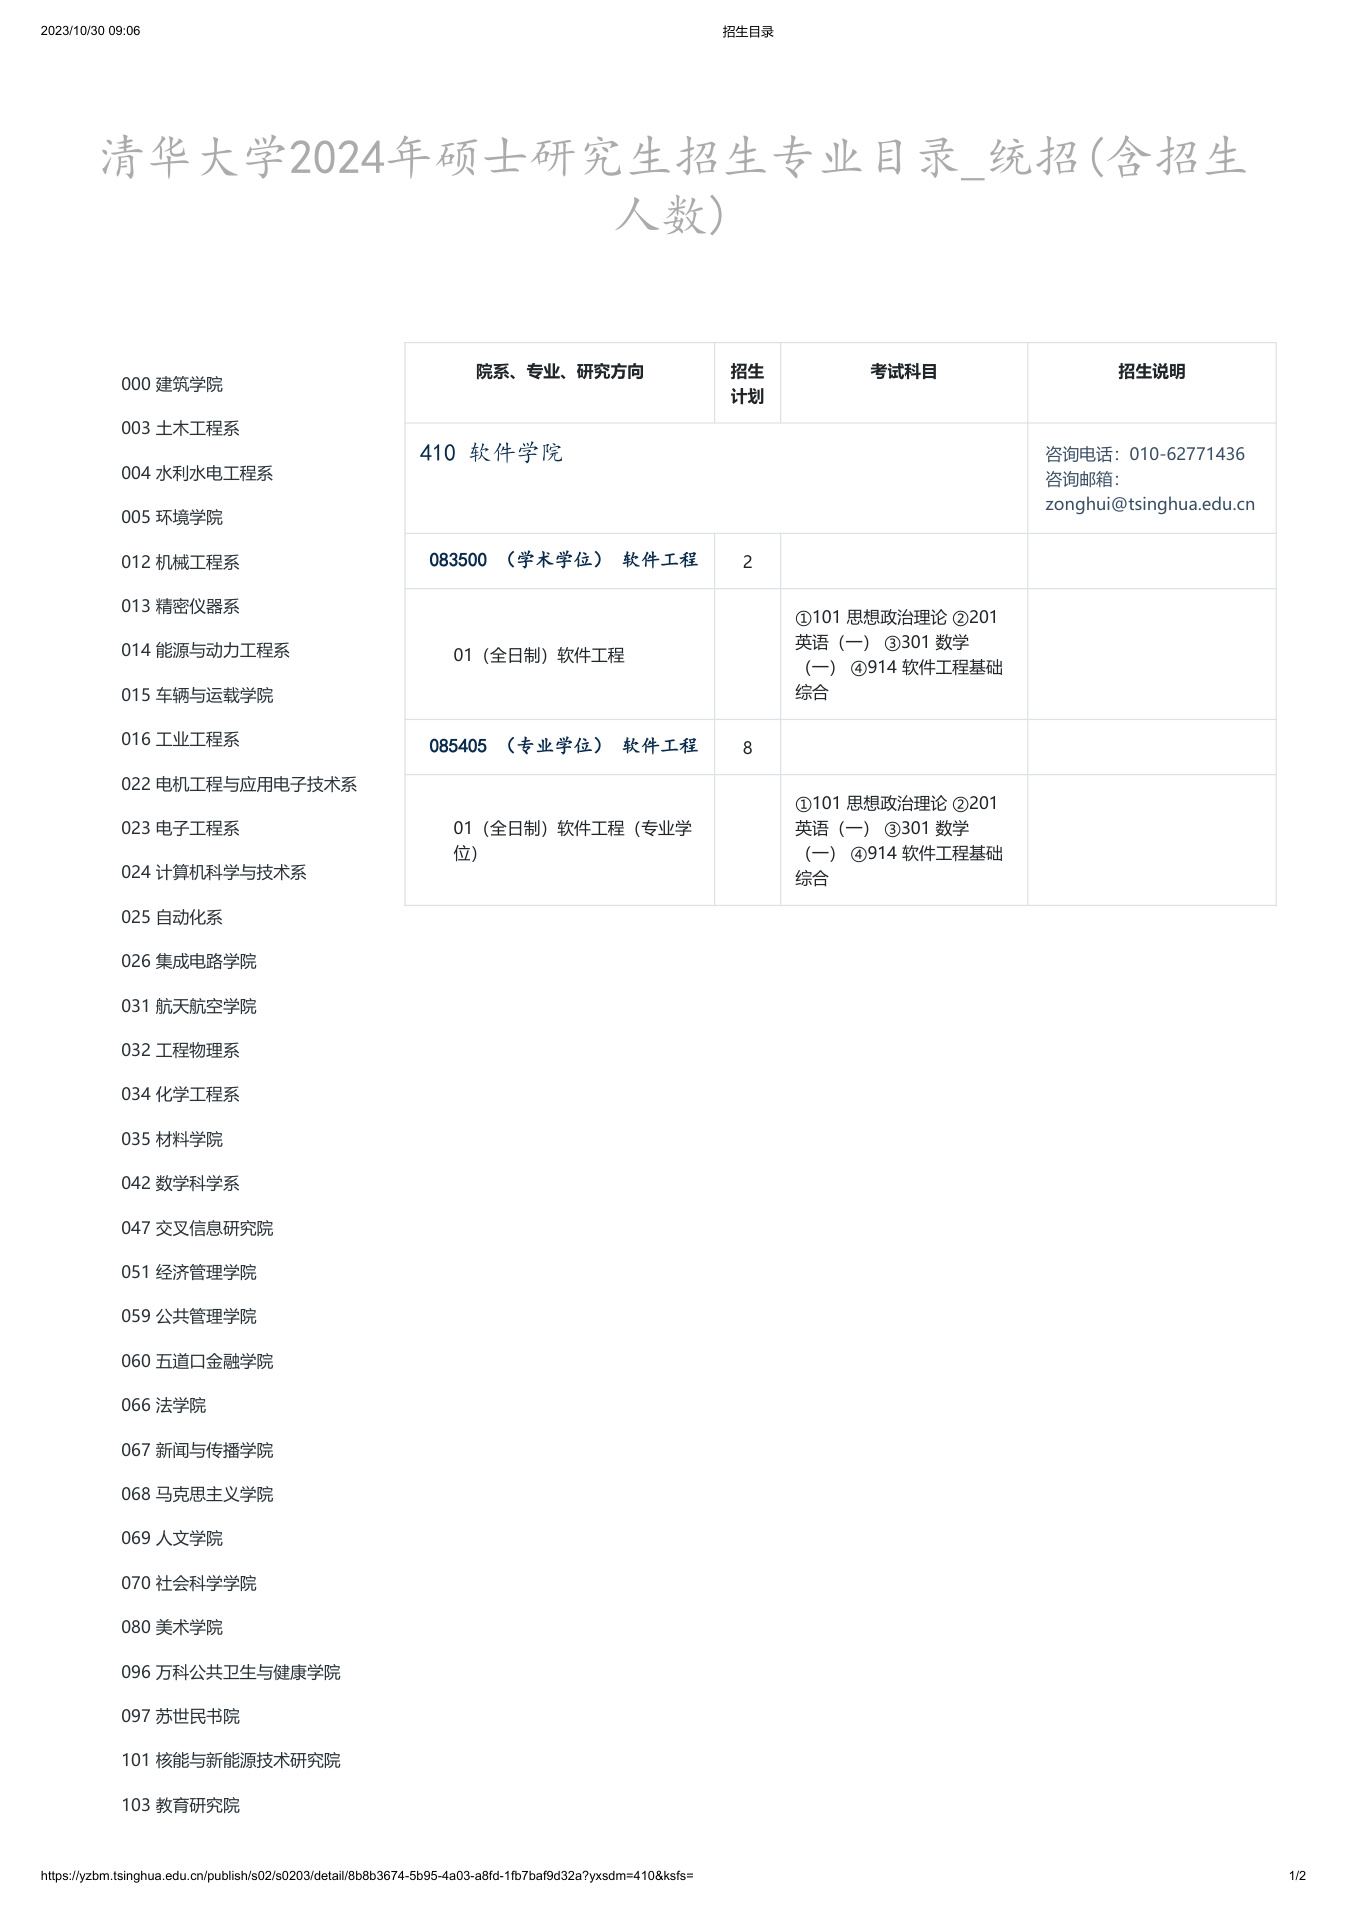 2023/10/30 09:06
招生目录
清华大学2024年硕士研究生招生专业目录_统招(含招生
人数)
000 建筑学院
003 土木工程系
004 水利水电工程系
005 环境学院
012 机械工程系
013 精密仪器系
014 能源与动力工程系
015 车辆与运载学院
016 工业工程系
022 电机工程与应用电子技术系
023 电子工程系
024 计算机科学与技术系
025 自动化系
026 集成电路学院
031 航天航空学院
032 工程物理系
034 化学工程系
035 材料学院
042 数学科学系
047 交叉信息研究院
051 经济管理学院
059 公共管理学院
060 五道口金融学院
066 法学院
067 新闻与传播学院
068 马克思主义学院
069 人文学院
070 社会科学学院
080 美术学院
096 万科公共卫生与健康学院
097 苏世民书院
101 核能与新能源技术研究院
103 教育研究院
院系、专业、研究方向
招生
计划
考试科目
招生说明
410 软件学院
咨询电话：010-62771436
咨询邮箱：
zonghui@tsinghua.edu.cn
083500 （学术学位） 软件工程
2
01（全日制）软件工程
①101 思想政治理论 ②201
英语（一） ③301 数学
（一） ④914 软件工程基础
综合
085405 （专业学位） 软件工程
8
01（全日制）软件工程（专业学
位）
①101 思想政治理论 ②201
英语（一） ③301 数学
（一） ④914 软件工程基础
综合
https://yzbm.tsinghua.edu.cn/publish/s02/s0203/detail/8b8b3674-5b95-4a03-a8fd-1fb7baf9d32a?yxsdm=410&ksfs=
1/2